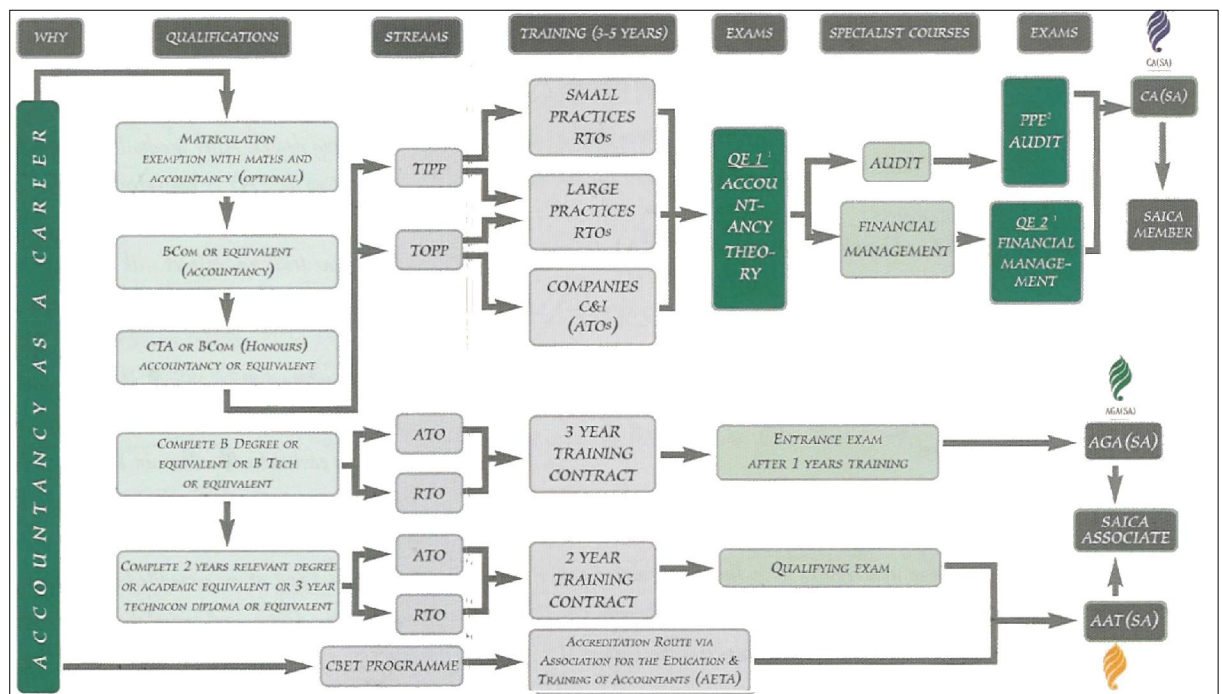 WHY
QUALIFICATIONS
STREAMS
TRAINING (3-5 YEARS)
EXAMS
SPECIALIST COURSES
EXAMS
CA(SA)
ACCOUNTANCY AS A CAREER
MATRICULATION
EXEMPTION WITH MATHS AND
ACCOUNTANCY (OPTIONAL)
BCOM OR EQUIVALENT
(ACCOUNTANCY)
CTA OR BCOM (HONOURS)
ACCOUNTANCY OR EQUIVALENT
TIPP
TOPP
SMALL
PRACTICES
RTOs
LARGE
PRACTICES
RTOs
COMPANIES
C&I
(ATOs)
QE 1 ¹
ACCOU
NT-
ANCY
THEO-
RY
AUDIT
FINANCIAL
MANAGEMENT
PPE²
AUDIT
QE 2 ¹
FINANCIAL
MANAGE-
MENT
CA(SA)
SAICA
MEMBER
COMPLETE B DEGREE OR
EQUIVALENT OR B TECH
OR EQUIVALENT
ATO
RTO
3 YEAR
TRAINING
CONTRACT
ENTRANCE EXAM
AFTER 1 YEARS TRAINING
AGA(SA)
AGA(SA)
SAICA
ASSOCIATE
COMPLETE 2 YEARS RELEVANT DEGREE
OR ACADEMIC EQUIVALENT OR 3 YEAR
TECHNICON DIPLOMA OR EQUIVALENT
ATO
RTO
2 YEAR
TRAINING
CONTRACT
QUALIFYING EXAM
AAT(SA)
CBET PROGRAMME
ACCREDITATION ROUTE VIA
ASSOCIATION FOR THE EDUCATION &
TRAINING OF ACCOUNTANTS (AETA)